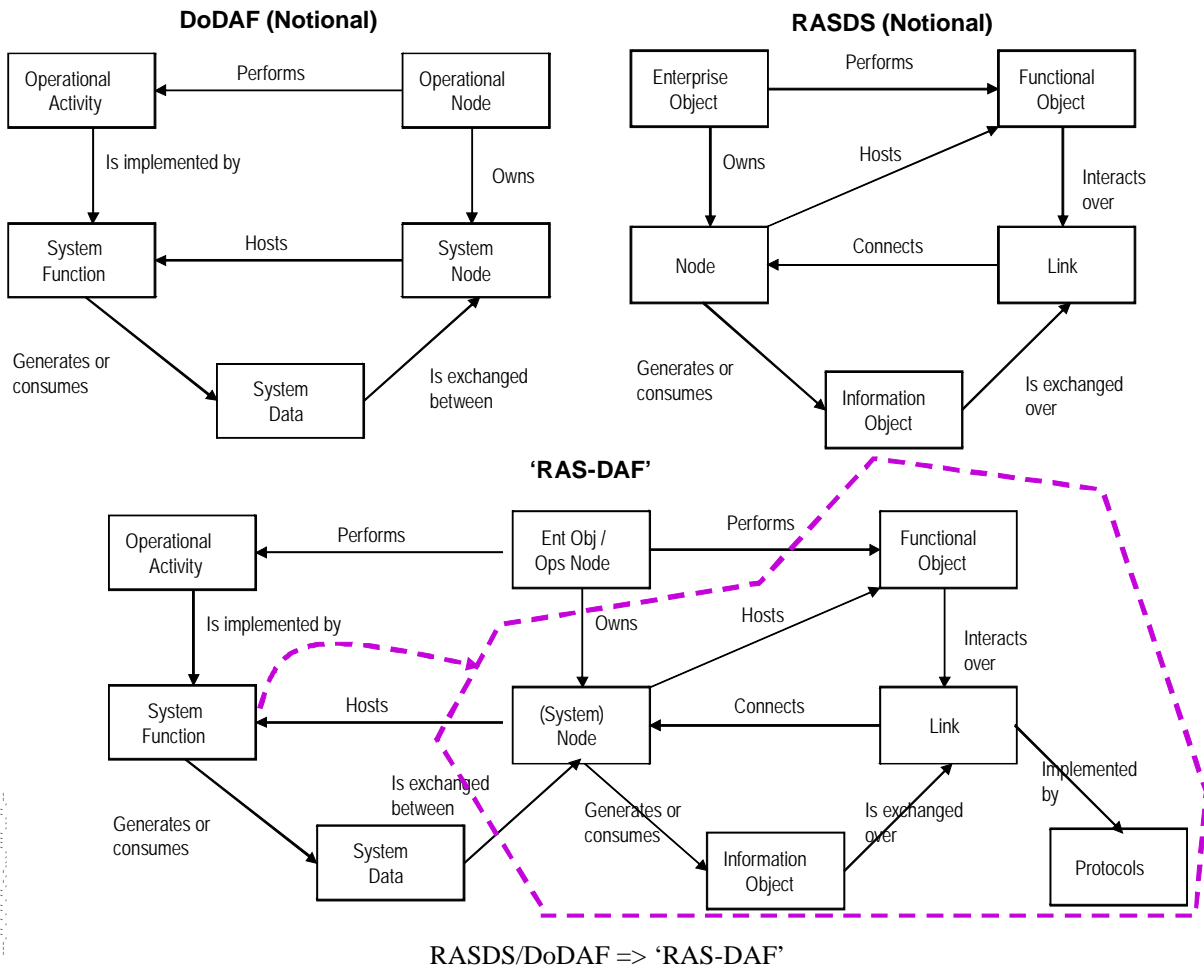 DoDAF (Notional)
Operational
Activity
Performs
Operational
Node
Is implemented by
Owns
System
Function
Hosts
System
Node
Generates or
consumes
System
Data
Is exchanged
between
RASDS (Notional)
Enterprise
Object
Performs
Functional
Object
Owns
Hosts
Interacts
over
Node
Connects
Link
Generates or
consumes
Information
Object
Is exchanged
over
'RAS-DAF'
Operational
Activity
Performs
Ent Obj /
Ops Node
Performs
Functional
Object
Is implemented by
Owns
Hosts
Interacts
over
System
Function
Hosts
(System)
Node
Connects
Link
Generates or
consumes
System
Data
Is exchanged
between
Generates or
consumes
Information
Object
Is exchanged
over
Implemented
by
Protocols
RASDS/DoDAF => ‘RAS-DAF’